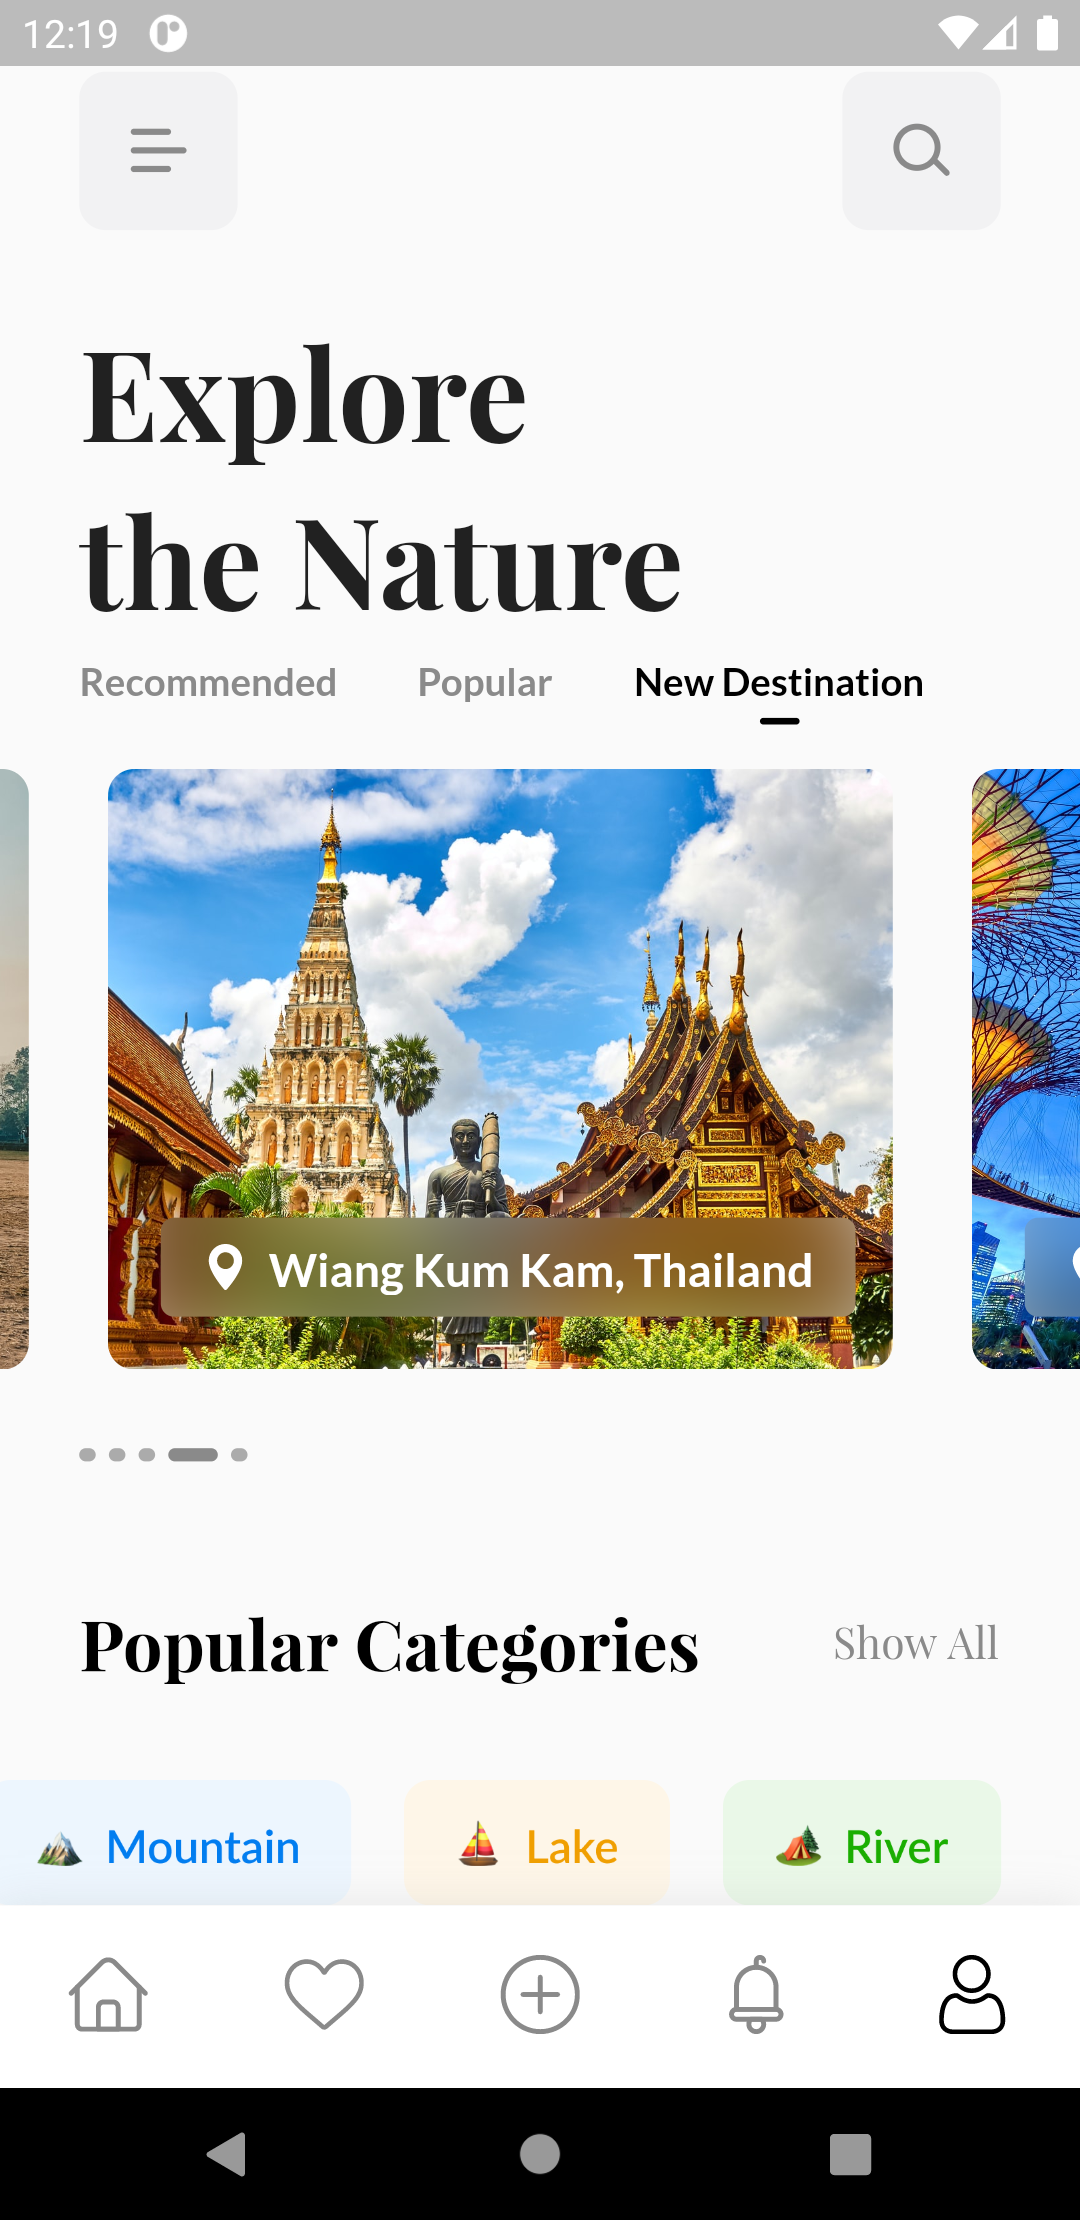 12:19
Explore
the Nature
Recommended Popular New Destination
Wiang Kum Kam, Thailand
Popular Categories Show All
Mountain Lake River